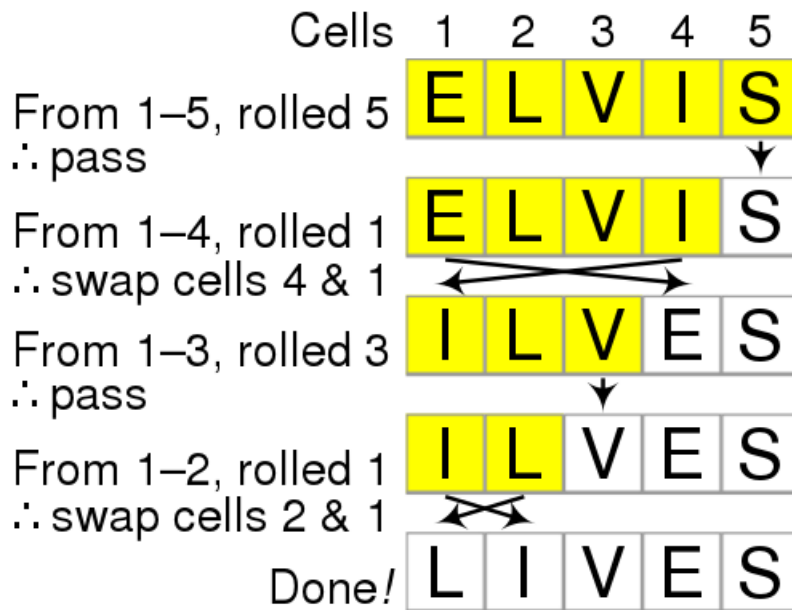 Cells 1 2 3 4 5
From 1–5, rolled 5 E L V I S
∴ pass
From 1–4, rolled 1 E L V I S
∴ swap cells 4 & 1
From 1–3, rolled 3 I L V E S
∴ pass
From 1–2, rolled 1 I L V E S
∴ swap cells 2 & 1
Done! L I V E S